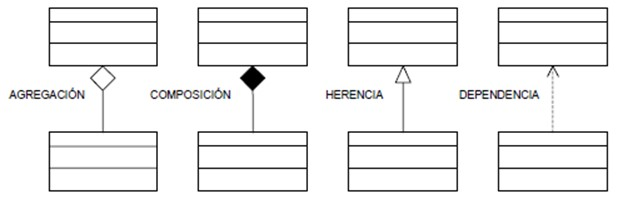 AGREGACIÓN
COMPOSICIÓN
HERENCIA
DEPENDENCIA